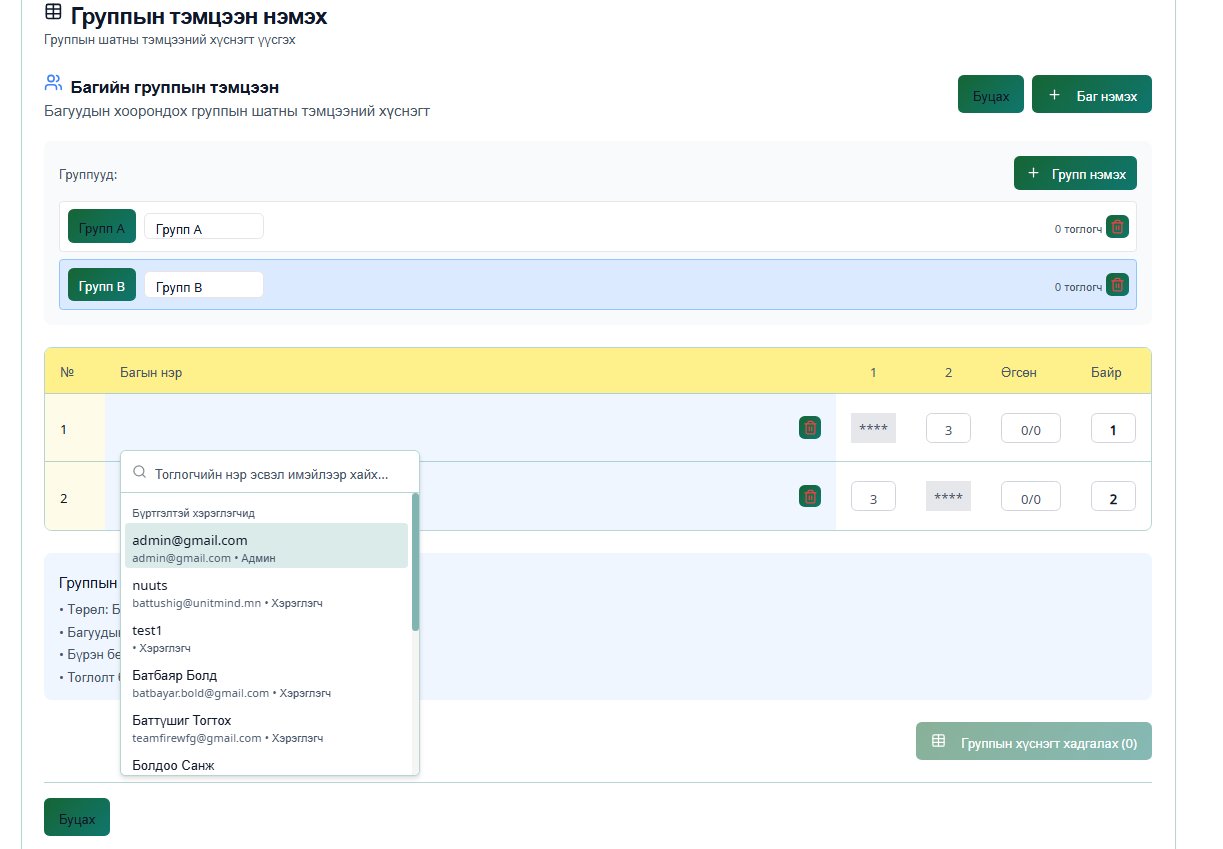 Группын тэмцээн нэмэх
Группын шатны тэмцээний хүснэгт үүсгэх
Багийн группын тэмцээн
Багуудын хоорондох группын шатны тэмцээний хүснэгт
Буцах
+ Баг нэмэх
Группууд:
+ Групп нэмэх
Групп A Групп A 0 тоглогч
Групп B Групп B 0 тоглогч
№ Багын нэр 1 2 Өгсөн Байр
1 **** 3 0/0 1
2 3 **** 0/0 2
Тоглогчийн нэр эсвэл имэйлээр хайх...
Бүртгэлтэй хэрэглэгчид
admin@gmail.com
admin@gmail.com • Админ
nuuts
battushig@unitmind.mn • Хэрэглэгч
test1
• Хэрэглэгч
Батбаяр Болд
batbayar.bold@gmail.com • Хэрэглэгч
Баттүшиг Тогтох
teamfirewfg@gmail.com • Хэрэглэгч
Болдоо Санж
Группын
• Төрөл:
• Багууды
• Бүрэн
• Тоглолт
Группын хүснэгт хадгалах (0)
Буцах